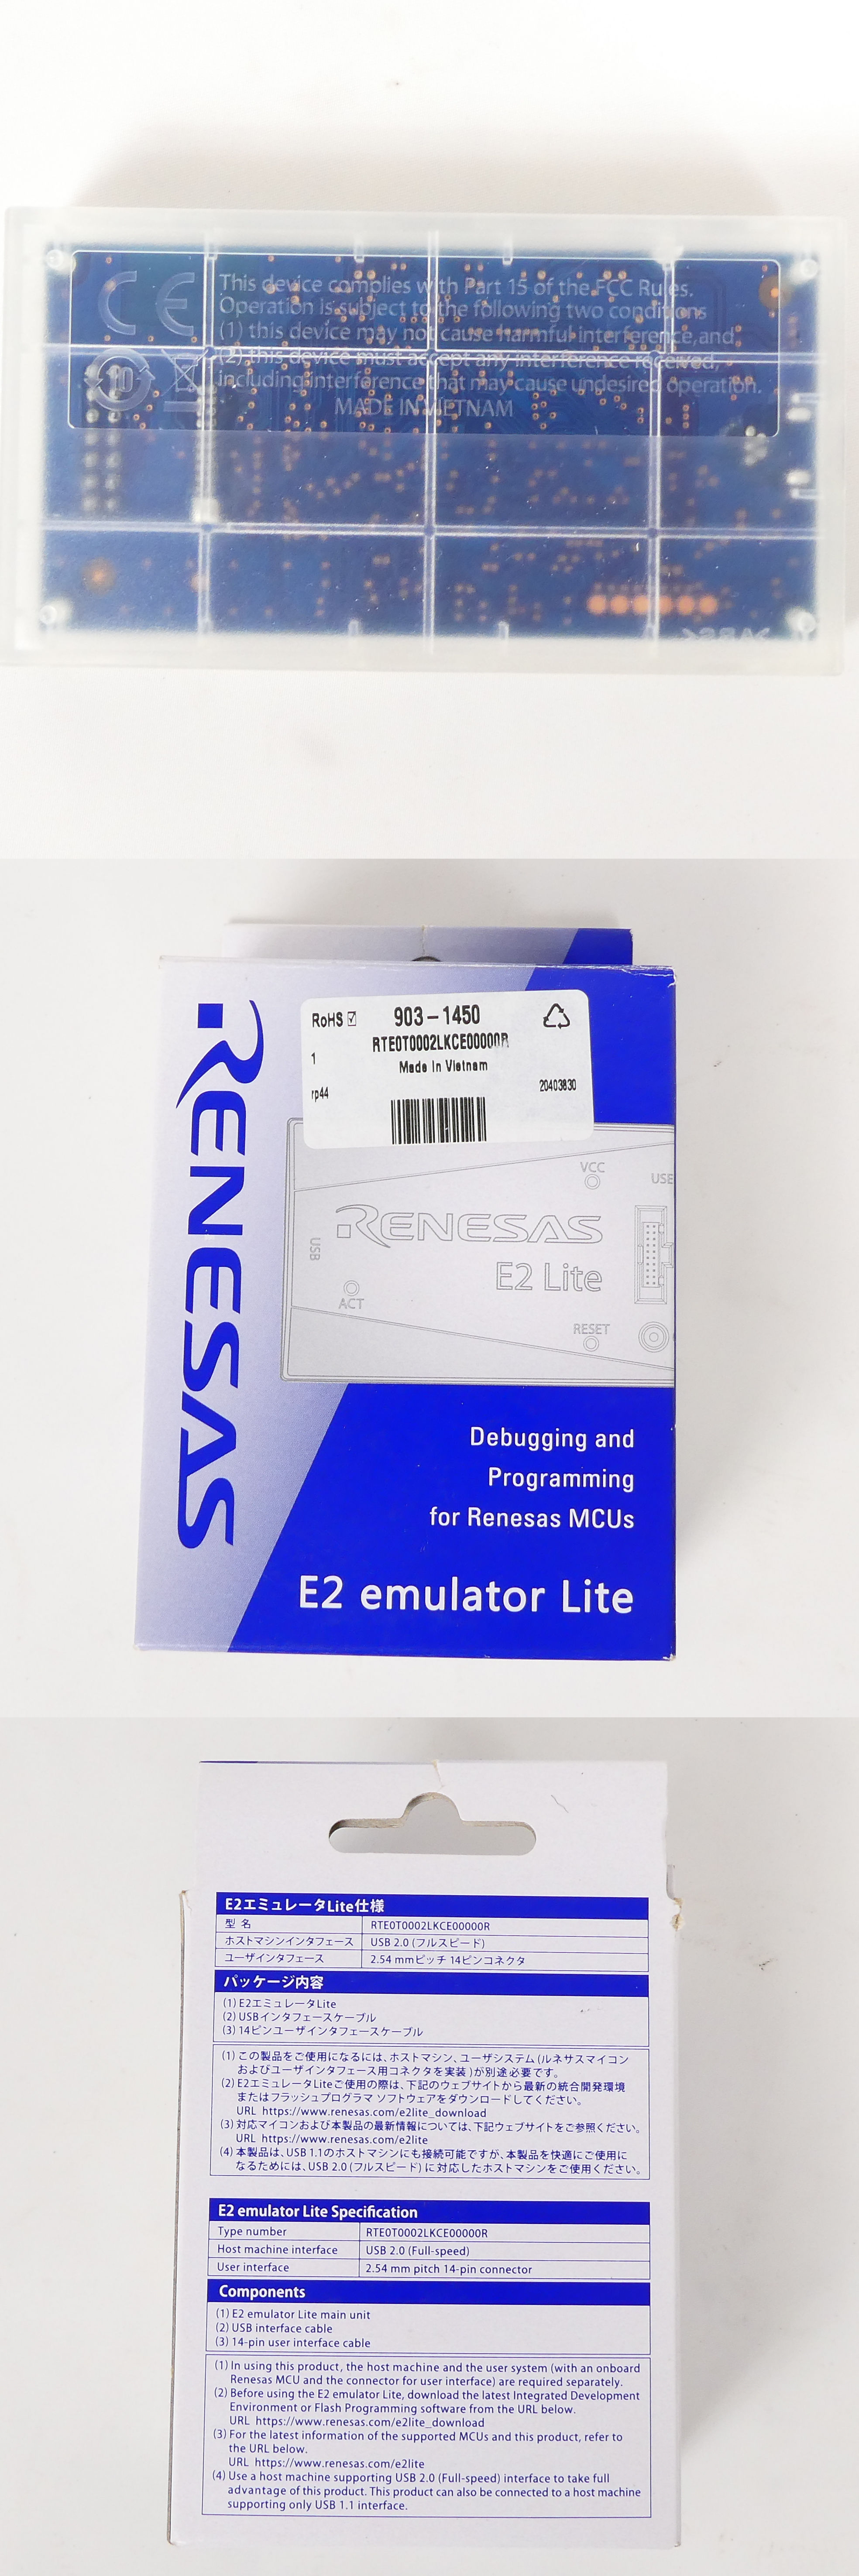 CE
This device complies with Part 15 of the FCC Rules.
Operation is subject to the following two conditions
(1) this device may not cause harmful interference,and
(2) this device must accept any interference received,
including interference that may cause undesired operation.
10
MADE IN VIETNAM
RENESAS
RoHS
903-1450
RTE0T0002LKCE00000R
1
Made In Vietnam
rp44
20403830
VCC
USE
RENESAS
USB
E2 Lite
ACT
RESET
Debugging and
Programming
for Renesas MCUs
E2 emulator Lite
E2エミュレータLite仕様
型 名 RTE0T0002LKCE00000R
ホストマシンインタフェース USB 2.0 (フルスピード)
ユーザインタフェース 2.54 mmピッチ 14ピンコネクタ
パッケージ内容
(1) E2エミュレータLite
(2) USBインタフェースケーブル
(3) 14ピンユーザインタフェースケーブル
(1) この製品をご使用になるには、ホストマシン、ユーザシステム (ルネサスマイコン
およびユーザインタフェース用コネクタを実装) が別途必要です。
(2) E2エミュレータLiteご使用の際は、下記のウェブサイトから最新の統合開発環境
またはフラッシュプログラマ ソフトウェアをダウンロードしてください。
URL https://www.renesas.com/e2lite_download
(3) 対応マイコンおよび本製品の最新情報については、下記ウェブサイトをご参照ください。
URL https://www.renesas.com/e2lite
(4) 本製品は、USB 1.1のホストマシンにも接続可能ですが、本製品を快適にご使用に
なるためには、USB 2.0 (フルスピード) に対応したホストマシンをご使用ください。
E2 emulator Lite Specification
Type number RTE0T0002LKCE00000R
Host machine interface USB 2.0 (Full-speed)
User interface 2.54 mm pitch 14-pin connector
Components
(1) E2 emulator Lite main unit
(2) USB interface cable
(3) 14-pin user interface cable
(1) In using this product, the host machine and the user system (with an onboard
Renesas MCU and the connector for user interface) are required separately.
(2) Before using the E2 emulator Lite, download the latest Integrated Development
Environment or Flash Programming software from the URL below.
URL https://www.renesas.com/e2lite_download
(3) For the latest information of the supported MCUs and this product, refer to
the URL below.
URL https://www.renesas.com/e2lite
(4) Use a host machine supporting USB 2.0 (Full-speed) interface to take full
advantage of this product. This product can also be connected to a host machine
supporting only USB 1.1 interface.